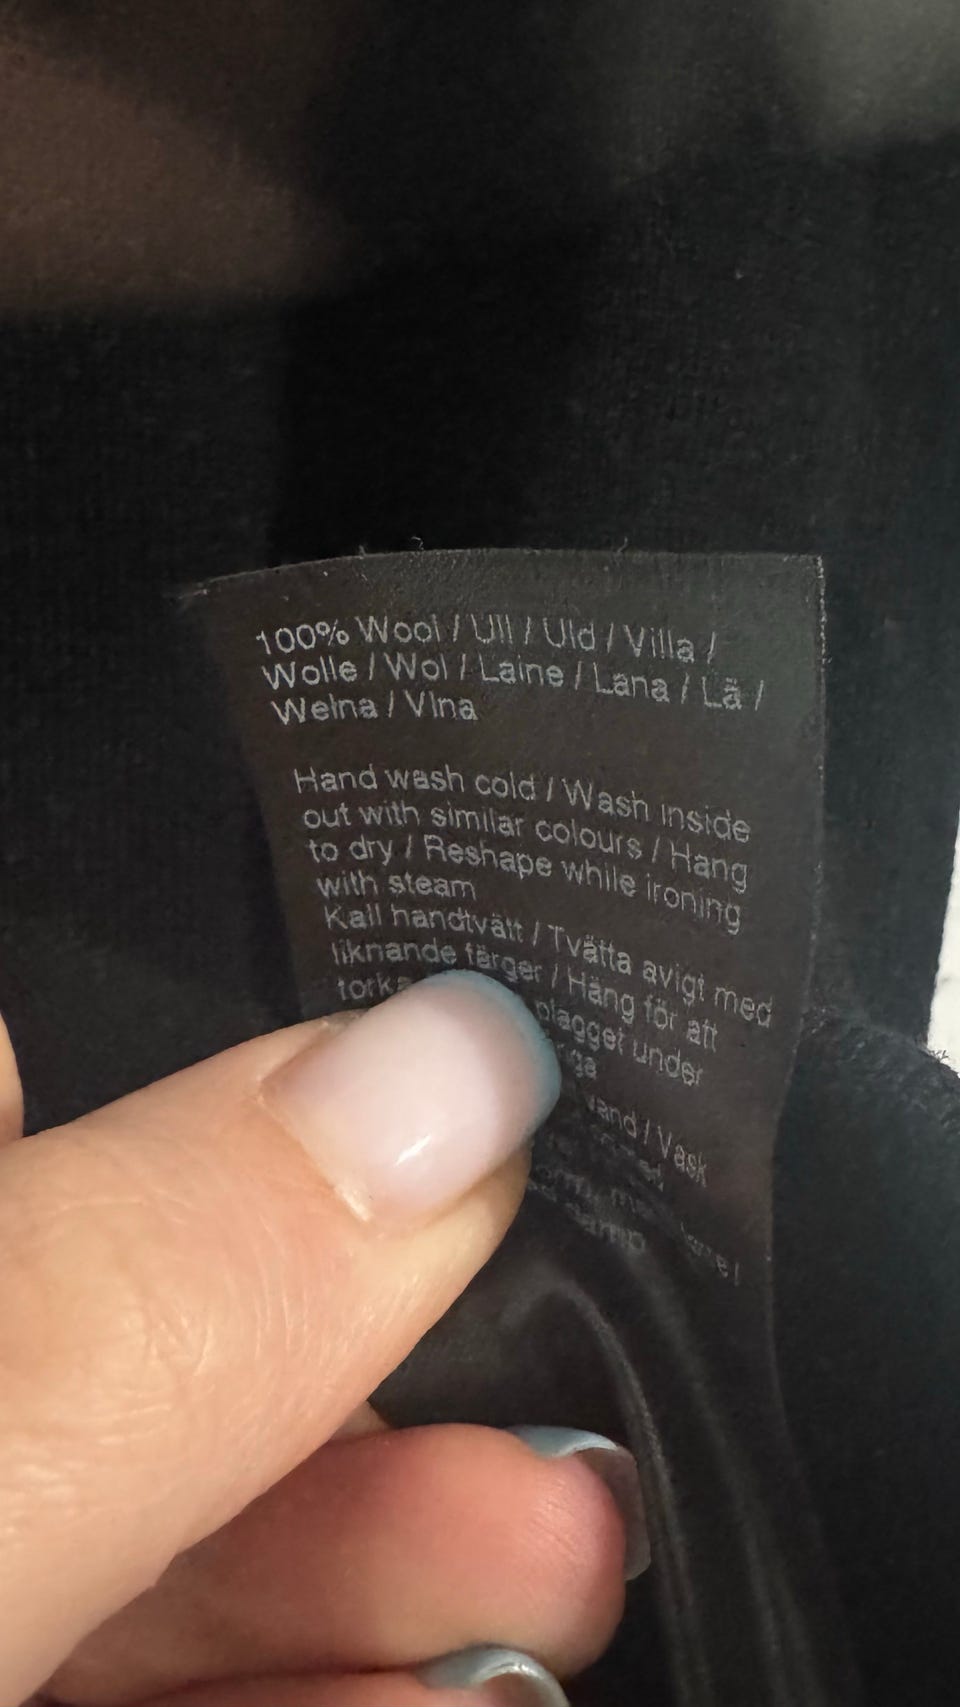 100% Wool / Ull / Uld / Villa /
Wolle / Wol / Laine / Lana / Lã /
Wełna / Vlna
Hand wash cold / Wash inside
out with similar colours / Hang
to dry / Reshape while ironing
with steam
Kall handtvätt / Tvätta avigt med
liknande färger / Häng för att
plagget under
vand / Vask